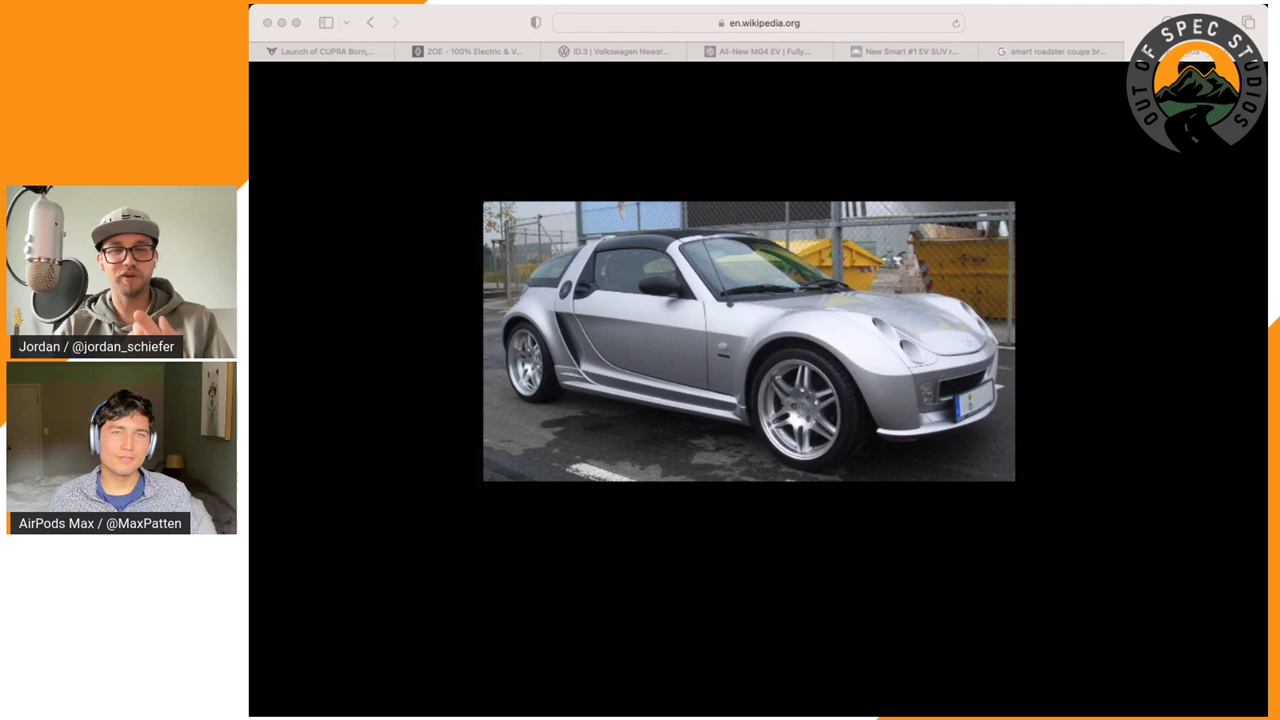 en.wikipedia.org
Launch of CUPRA Born,...
ZOE - 100% Electric & V...
ID.3 | Volkswagen Newsr...
All-New MG4 EV | Fully...
New Smart #1 EV SUV r...
smart roadster coupe br...
OUT OF SPEC STUDIOS
Jordan / @jordan_schiefer
AirPods Max / @MaxPatten